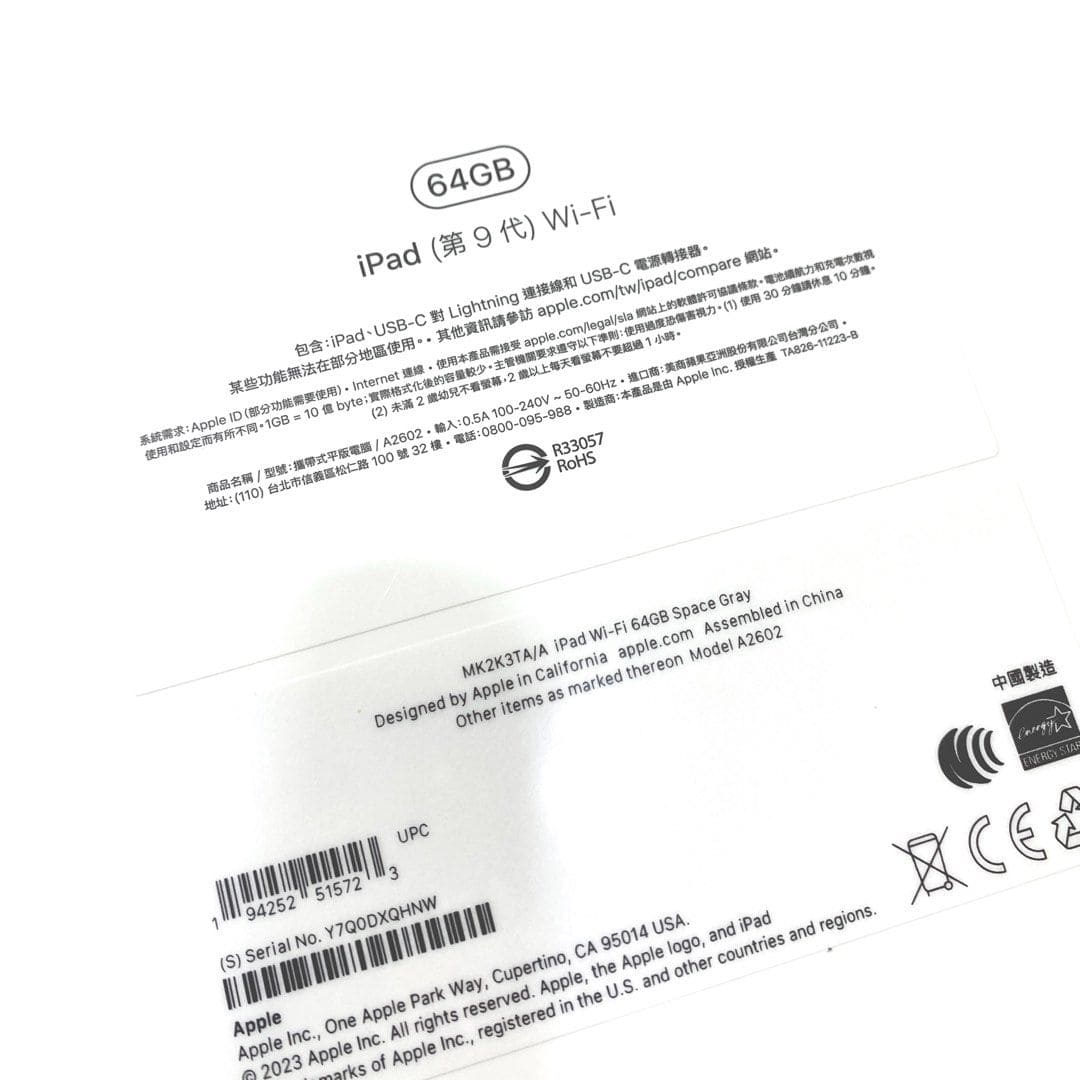 64GB
iPad (第 9 代) Wi-Fi
包含：iPad、USB-C 對 Lightning 連接線和 USB-C 電源轉接器。
某些功能無法在部分地區使用。• 其他資訊請參訪 apple.com/tw/ipad/compare 網站。
系統需求：Apple ID (部分功能需要使用)・Internet 連線・使用本產品需接受 apple.com/legal/sla 網站上的軟體許可協議條款・電池續航力和充電次數視
使用和設定而有所不同・1GB = 10 億 byte；實際格式化後的容量較少・主管機關要求遵守以下準則：使用過度恐傷害視力・(1) 使用 30 分鐘請休息 10 分鐘。
(2) 未滿 2 歲幼兒不看螢幕，2 歲以上每天看螢幕不要超過 1 小時。
商品名稱 / 型號：攜帶式平版電腦 / A2602・輸入：0.5A 100-240V ~ 50-60Hz・進口商：美商蘋果亞洲股份有限公司台灣分公司・
地址：(110) 台北市信義區松仁路 100 號 32 樓・電話：0800-095-988・製造商：本產品是由 Apple Inc. 授權生產 TA826-11223-B
R33057
RoHS
MK2K3TA/A iPad Wi-Fi 64GB Space Gray
Designed by Apple in California apple.com Assembled in China
Other items as marked thereon Model A2602
中國製造
energy
ENERGY STAR
UPC
1 94252 51572 3
(S) Serial No. Y7Q0DXQHNW
Apple
Apple Inc., One Apple Park Way, Cupertino, CA 95014 USA.
© 2023 Apple Inc. All rights reserved. Apple, the Apple logo, and iPad
marks of Apple Inc., registered in the U.S. and other countries and regions.